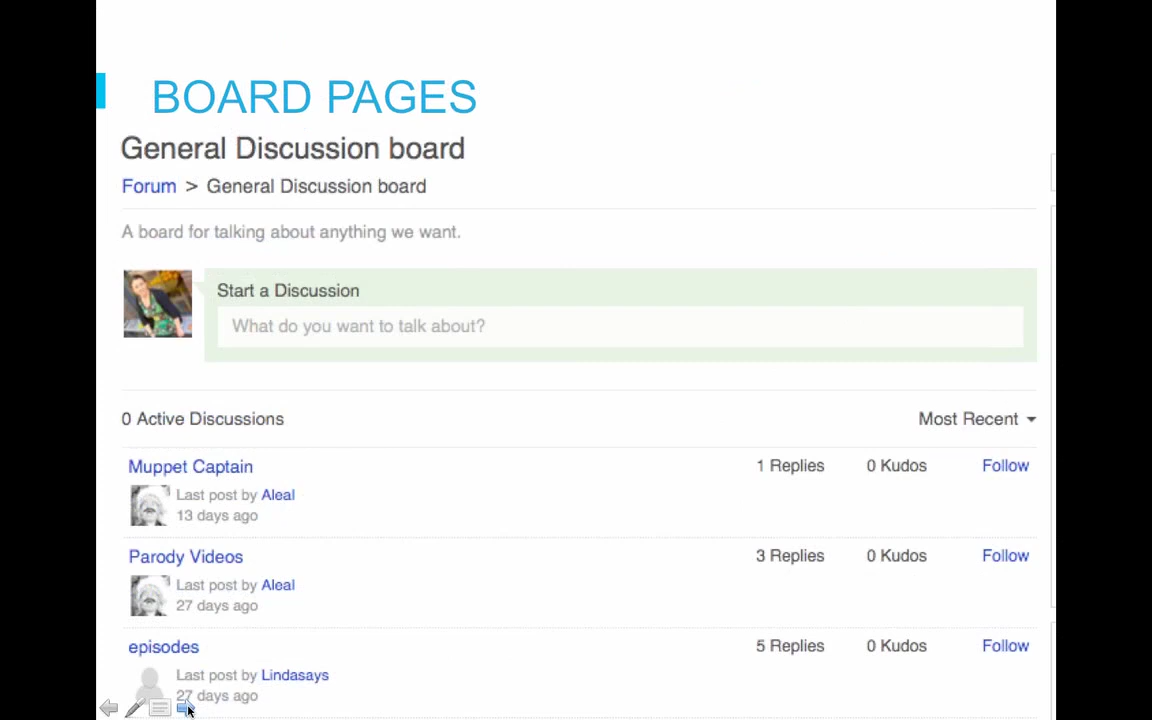 BOARD PAGES
General Discussion board
Forum > General Discussion board
A board for talking about anything we want.
Start a Discussion
What do you want to talk about?
0 Active Discussions
Most Recent
Muppet Captain
1 Replies
0 Kudos
Follow
Last post by Aleal
13 days ago
Parody Videos
3 Replies
0 Kudos
Follow
Last post by Aleal
27 days ago
episodes
5 Replies
0 Kudos
Follow
Last post by Lindasays
27 days ago